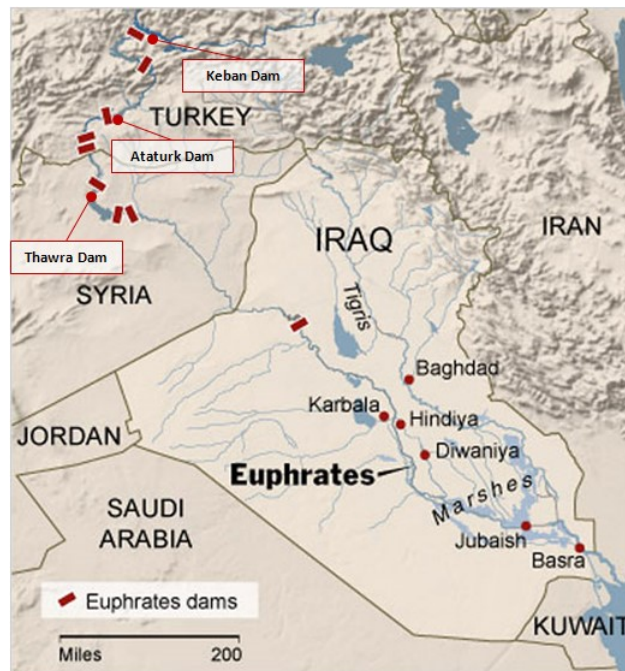 Keban Dam
TURKEY
Ataturk Dam
IRAN
IRAQ
Thawra Dam
SYRIA
Tigris
Baghdad
Karbala
Hindiya
JORDAN
Diwaniya
Euphrates
Marshes
SAUDI
ARABIA
Jubaish
Basra
Euphrates dams
KUWAIT
Miles 200